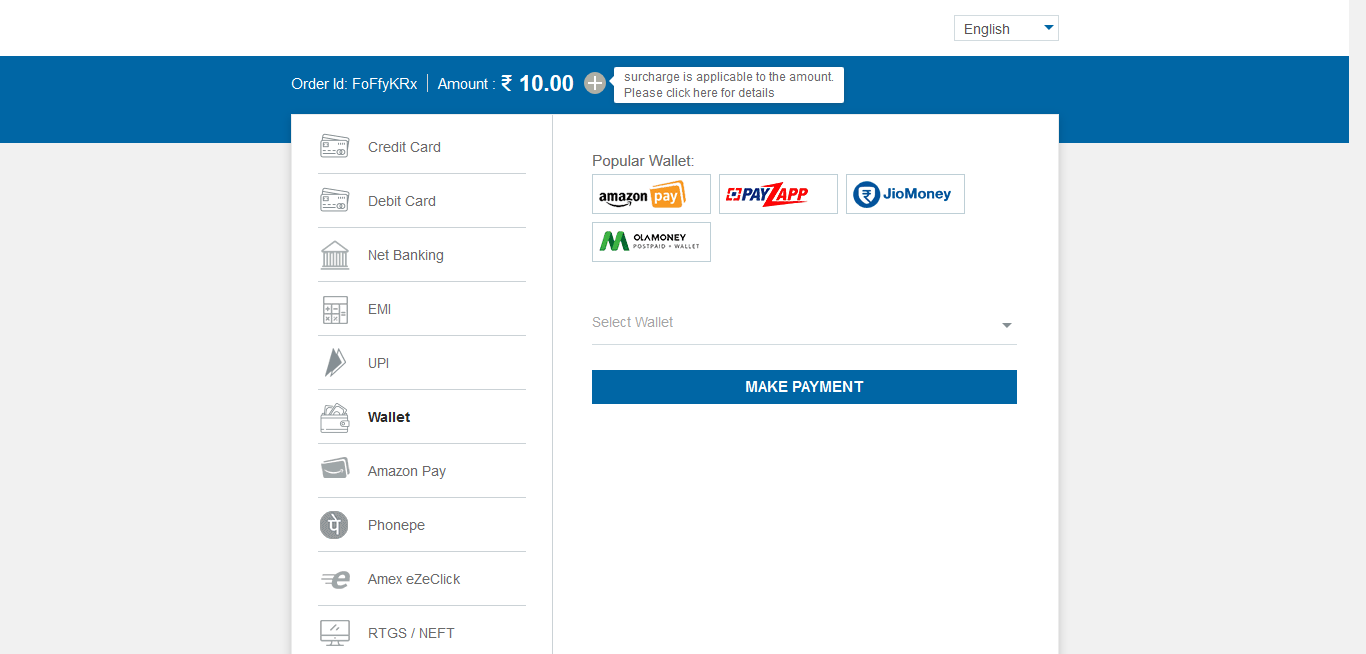 English
Order Id: FoFfyKRx Amount : ₹ 10.00
surcharge is applicable to the amount.
Please click here for details
Credit Card
Debit Card
Net Banking
EMI
UPI
Wallet
Amazon Pay
पे Phonepe
e Amex eZeClick
RTGS / NEFT
Popular Wallet:
amazon pay
PAYZAPP
₹ JioMoney
OLAMONEY
POSTPAID + WALLET
Select Wallet
MAKE PAYMENT